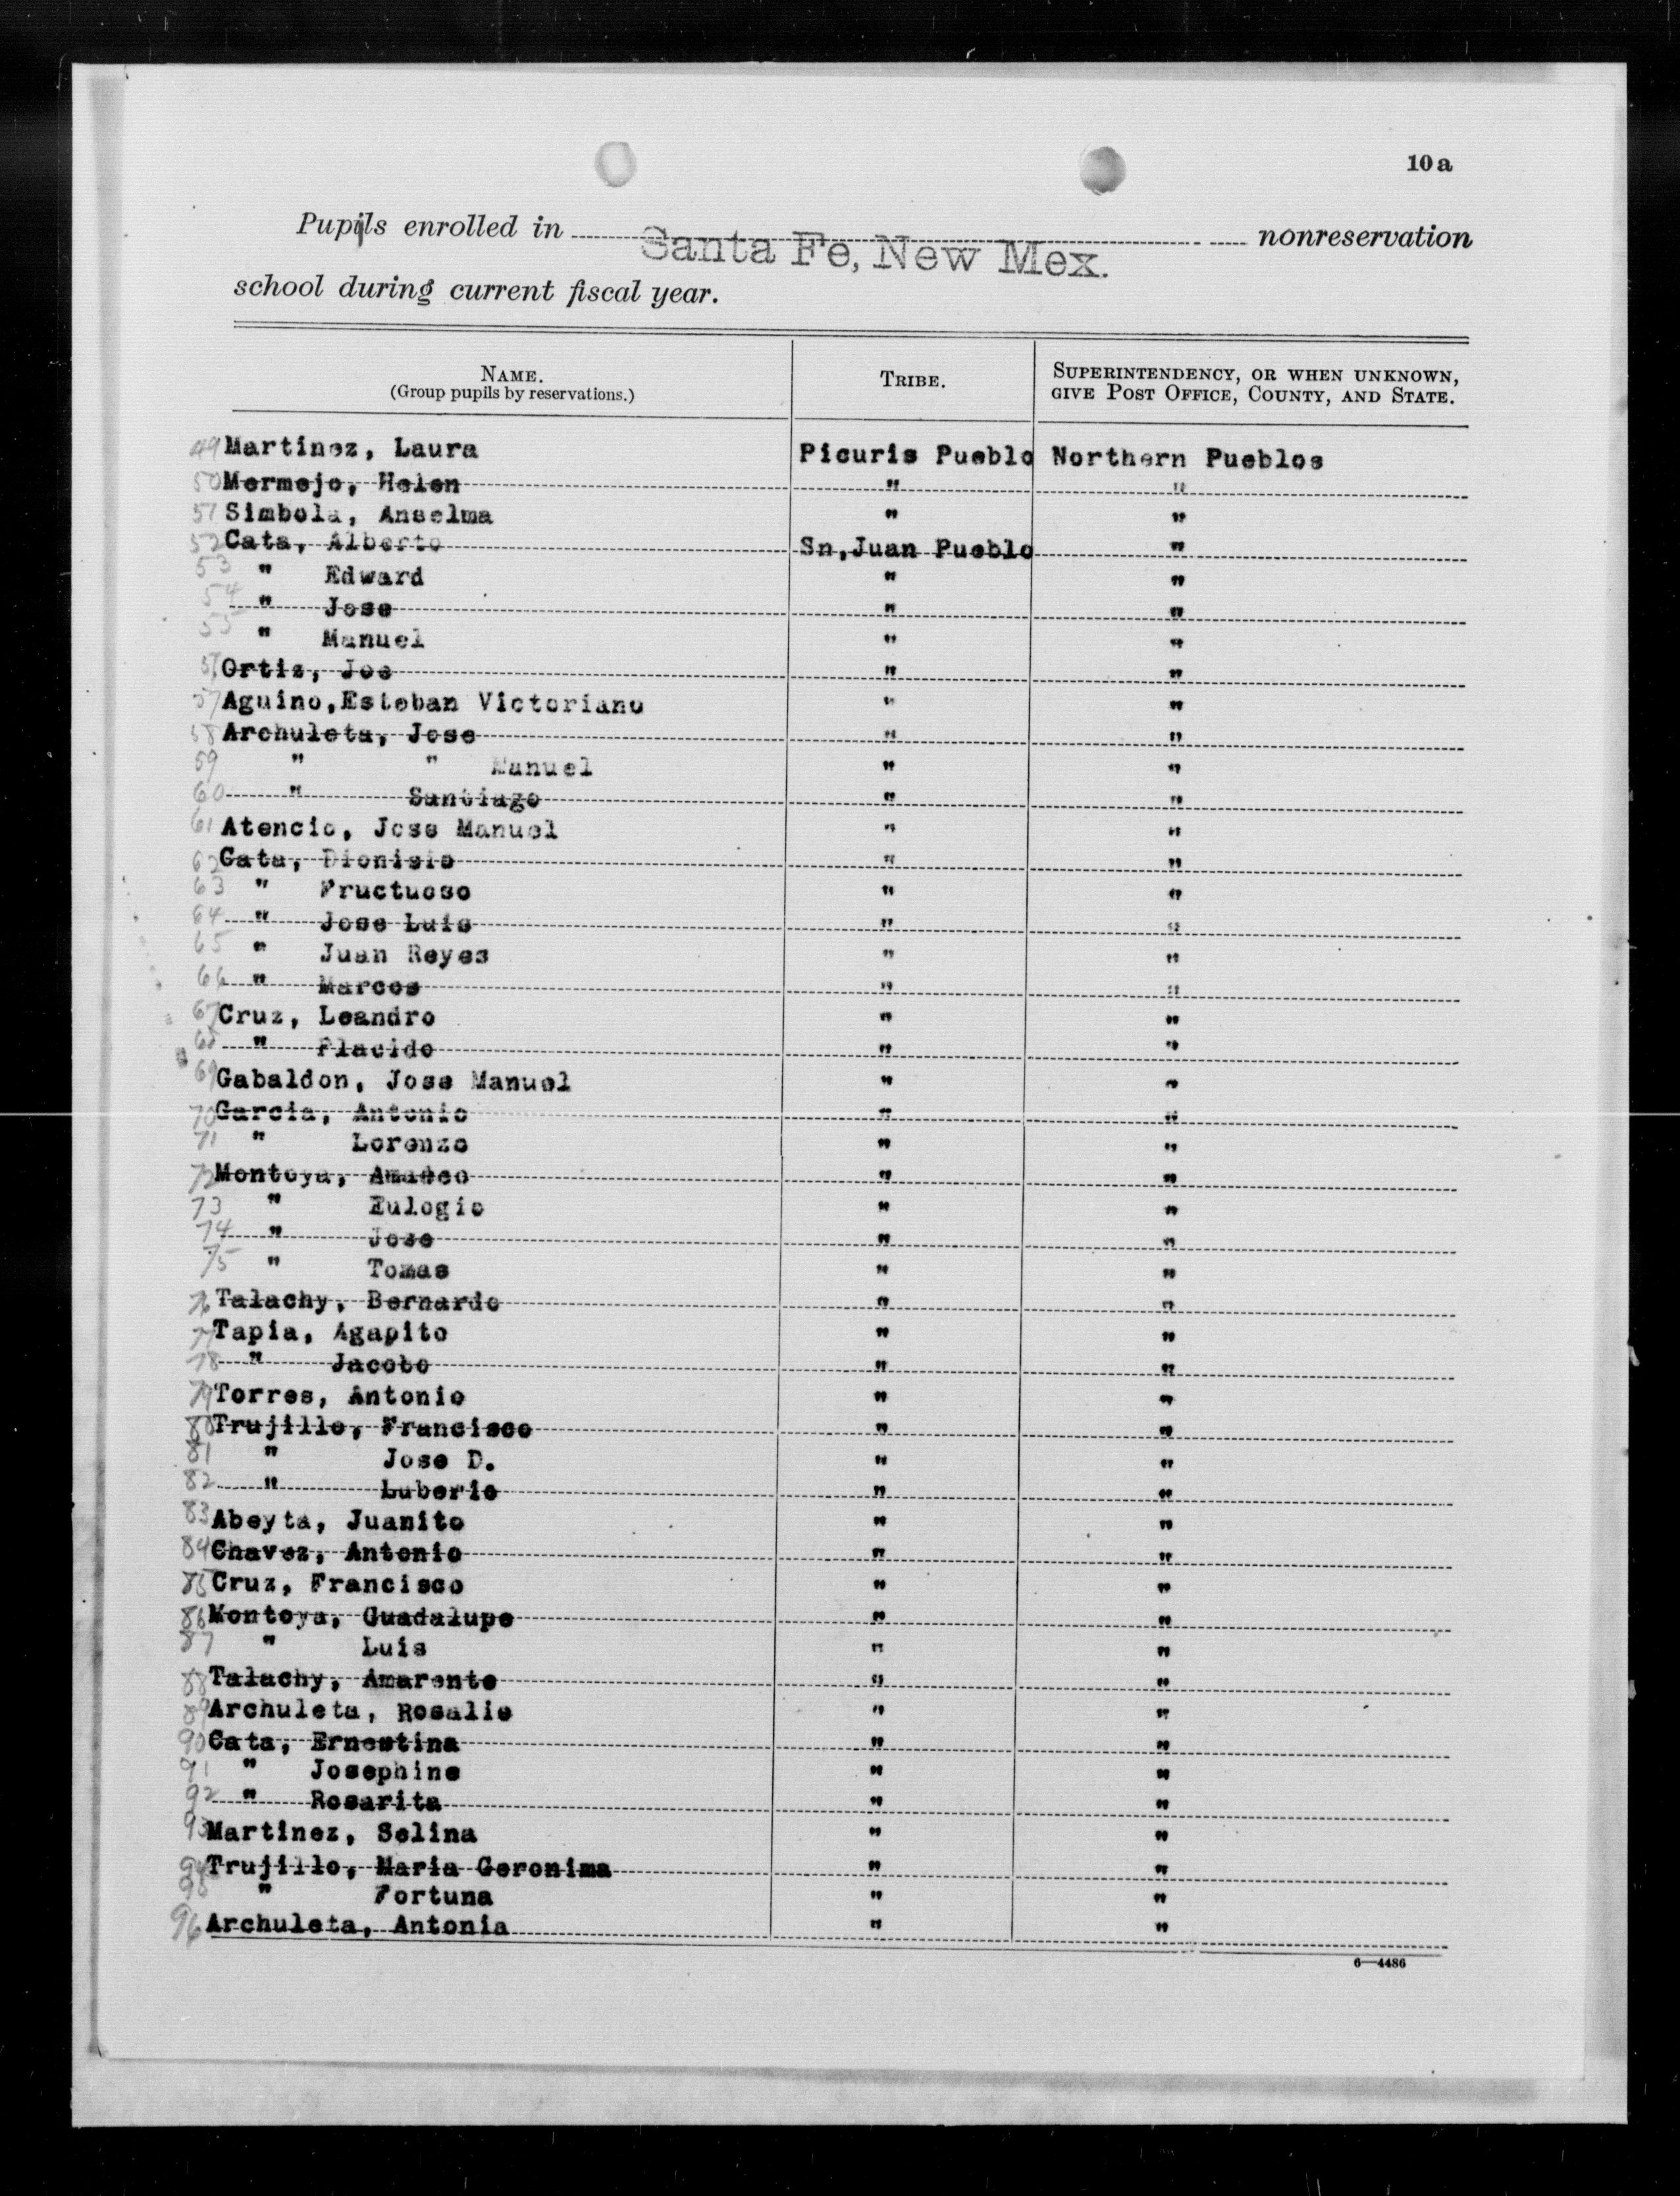 10a
Pupils enrolled in Santa Fe, New Mex. nonreservation
school during current fiscal year.
NAME. TRIBE. SUPERINTENDENCY, OR WHEN UNKNOWN,
(Group pupils by reservations.) GIVE POST OFFICE, COUNTY, AND STATE.
49 Martinez, Laura Picuris Pueblo Northern Pueblos
50 Mermejo, Helen " "
51 Simbola, Anselma " "
52 Cata, Alberto Sn,Juan Pueblo "
53 " Edward " "
54 " Jose " "
55 " Manuel " "
Ortiz, Joe " "
57 Aguino,Esteban Victoriano " "
58 Archuleta, Jose " "
59 " " Manuel " "
60 " Santiago " "
61 Atencio, Jose Manuel " "
62 Cata, Dionisio " "
63 " Fructuoso " "
64 " Jose Luis " "
65 " Juan Reyes " "
66 " Marcos " "
67 Cruz, Leandro " "
68 " Placido " "
69 Gabaldon, Jose Manuel " "
70 Garcia, Antonio " "
71 " Lorenzo " "
72 Montoya, Amadeo " "
73 " Eulogio " "
74 " Jose " "
75 " Tomas " "
76 Talachy, Bernardo " "
77 Tapia, Agapito " "
78 " Jacobo " "
79 Torres, Antonio " "
80 Trujillo, Francisco " "
81 " Jose D. " "
82 " Luberio " "
83 Abeyta, Juanito " "
84 Chavez, Antonio " "
85 Cruz, Francisco " "
86 Montoya, Guadalupe " "
87 " Luis " "
88 Talachy, Amarante " "
89 Archuleta, Rosalie " "
90 Cata, Ernestina " "
91 " Josephine " "
92 " Rosarita " "
93 Martinez, Selina " "
94 Trujillo, Maria Geronima " "
95 " Fortuna " "
96 Archuleta, Antonia " "
6—4486